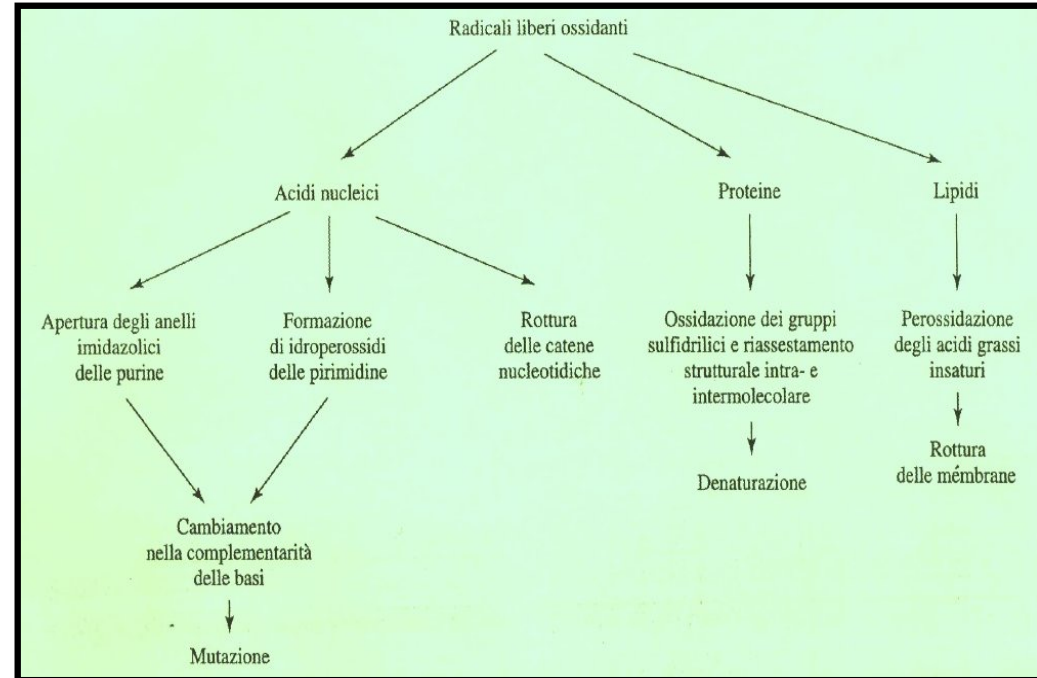 Radicali liberi ossidanti
Acidi nucleici
Proteine
Lipidi
Apertura degli anelli
imidazolici
delle purine
Formazione
di idroperossidi
delle pirimidine
Rottura
delle catene
nucleotidiche
Ossidazione dei gruppi
sulfidrilici e riassestamento
strutturale intra- e
intermolecolare
Perossidazione
degli acidi grassi
insaturi
Denaturazione
Rottura
delle mémbrane
Cambiamento
nella complementarità
delle basi
Mutazione